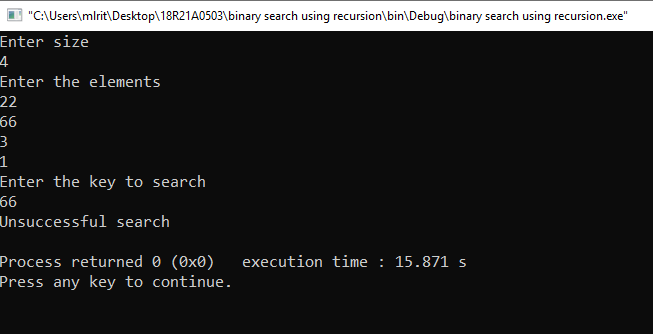 "C:\Users\mlrit\Desktop\18R21A0503\binary search using recursion\bin\Debug\binary search using recursion.exe"
Enter size
4
Enter the elements
22
66
3
1
Enter the key to search
66
Unsuccessful search
Process returned 0 (0x0)   execution time : 15.871 s
Press any key to continue.